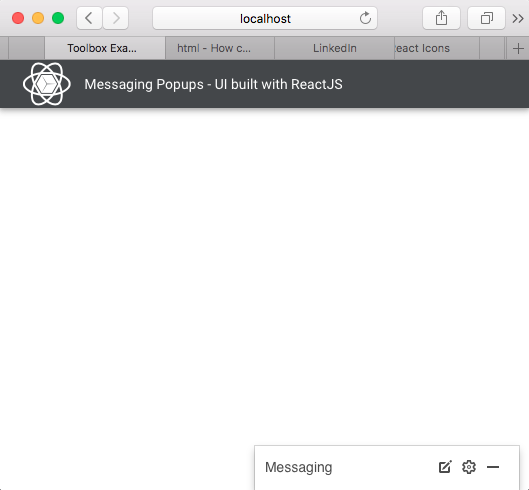 localhost
Toolbox Exa...
html - How c...
LinkedIn
eact Icons
Messaging Popups - UI built with ReactJS
Messaging